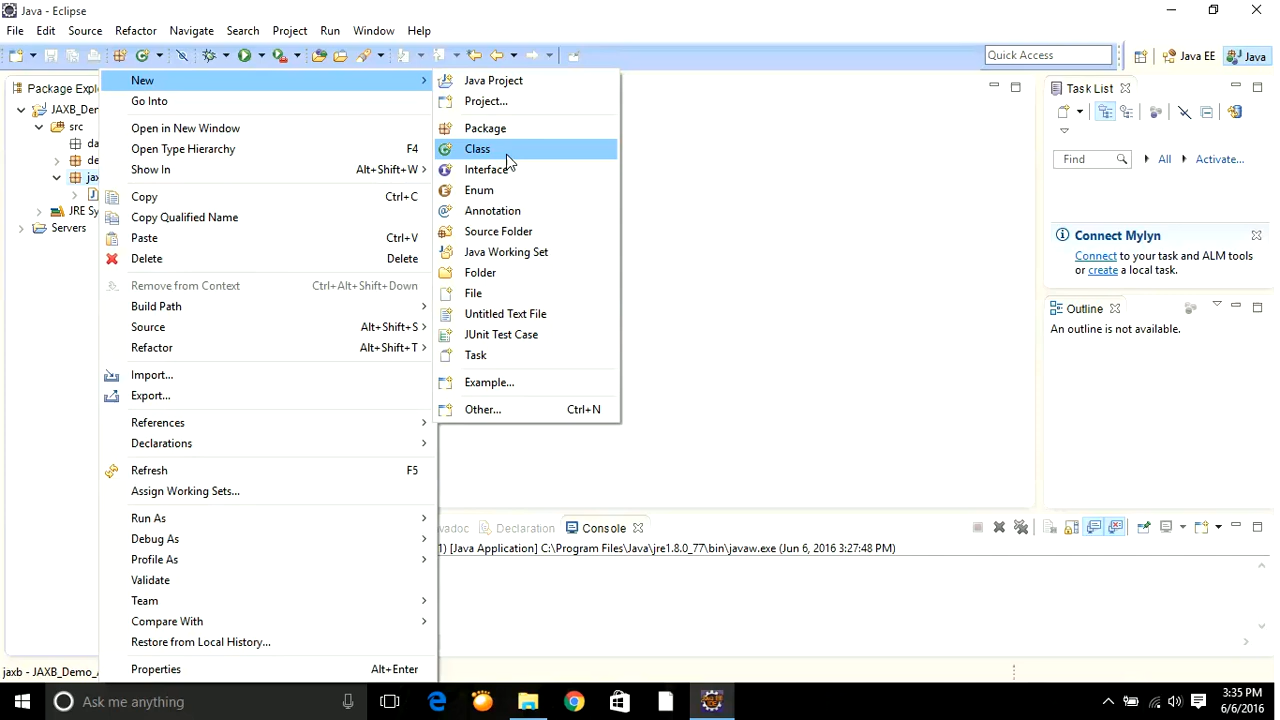 Java - Eclipse
File Edit Source Refactor Navigate Search Project Run Window Help
Quick Access
Java EE
Java
Package Expl
JAXB_Der
src
da
de
jax
JRE Sy
Servers
New
Go Into
Open in New Window
Open Type Hierarchy F4
Show In Alt+Shift+W
Copy Ctrl+C
Copy Qualified Name
Paste Ctrl+V
Delete Delete
Remove from Context Ctrl+Alt+Shift+Down
Build Path
Source Alt+Shift+S
Refactor Alt+Shift+T
Import...
Export...
References
Declarations
Refresh F5
Assign Working Sets...
Run As
Debug As
Profile As
Validate
Team
Compare With
Restore from Local History...
Properties Alt+Enter
Java Project
Project...
Package
Class
Interface
Enum
Annotation
Source Folder
Java Working Set
Folder
File
Untitled Text File
JUnit Test Case
Task
Example...
Other... Ctrl+N
Task List
Find All Activate...
Connect Mylyn
Connect to your task and ALM tools
or create a local task.
Outline
An outline is not available.
vadoc Declaration Console
1) [Java Application] C:\Program Files\Java\jre1.8.0_77\bin\javaw.exe (Jun 6, 2016 3:27:48 PM)
jaxb - JAXB_Demo_
Ask me anything
3:35 PM
6/6/2016